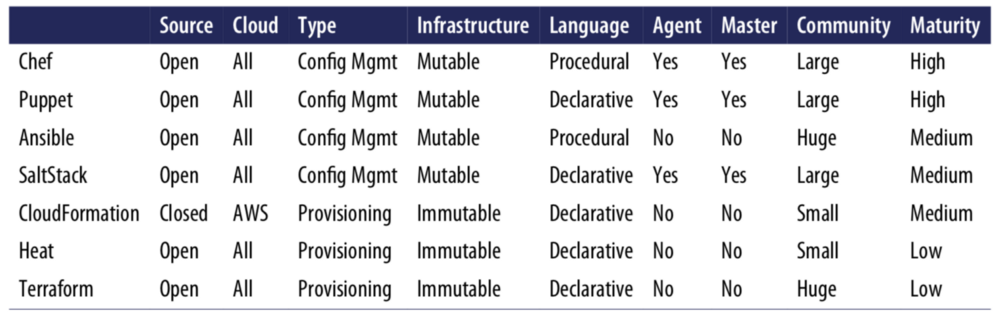 Source Cloud Type Infrastructure Language Agent Master Community Maturity
Chef Open All Config Mgmt Mutable Procedural Yes Yes Large High
Puppet Open All Config Mgmt Mutable Declarative Yes Yes Large High
Ansible Open All Config Mgmt Mutable Procedural No No Huge Medium
SaltStack Open All Config Mgmt Mutable Declarative Yes Yes Large Medium
CloudFormation Closed AWS Provisioning Immutable Declarative No No Small Medium
Heat Open All Provisioning Immutable Declarative No No Small Low
Terraform Open All Provisioning Immutable Declarative No No Huge Low